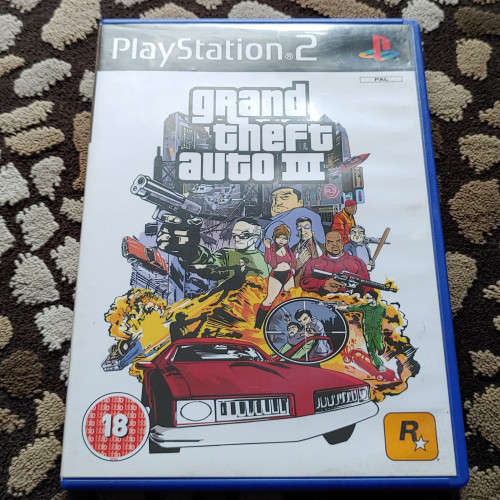 PlayStation®2
PAL
grand
theft
auto III
18
R